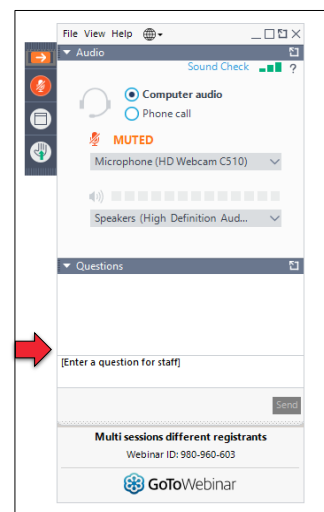 File View Help
Audio
Sound Check ?
Computer audio
Phone call
MUTED
Microphone (HD Webcam C510)
Speakers (High Definition Aud...
Questions
[Enter a question for staff]
Send
Multi sessions different registrants
Webinar ID: 980-960-603
GoToWebinar